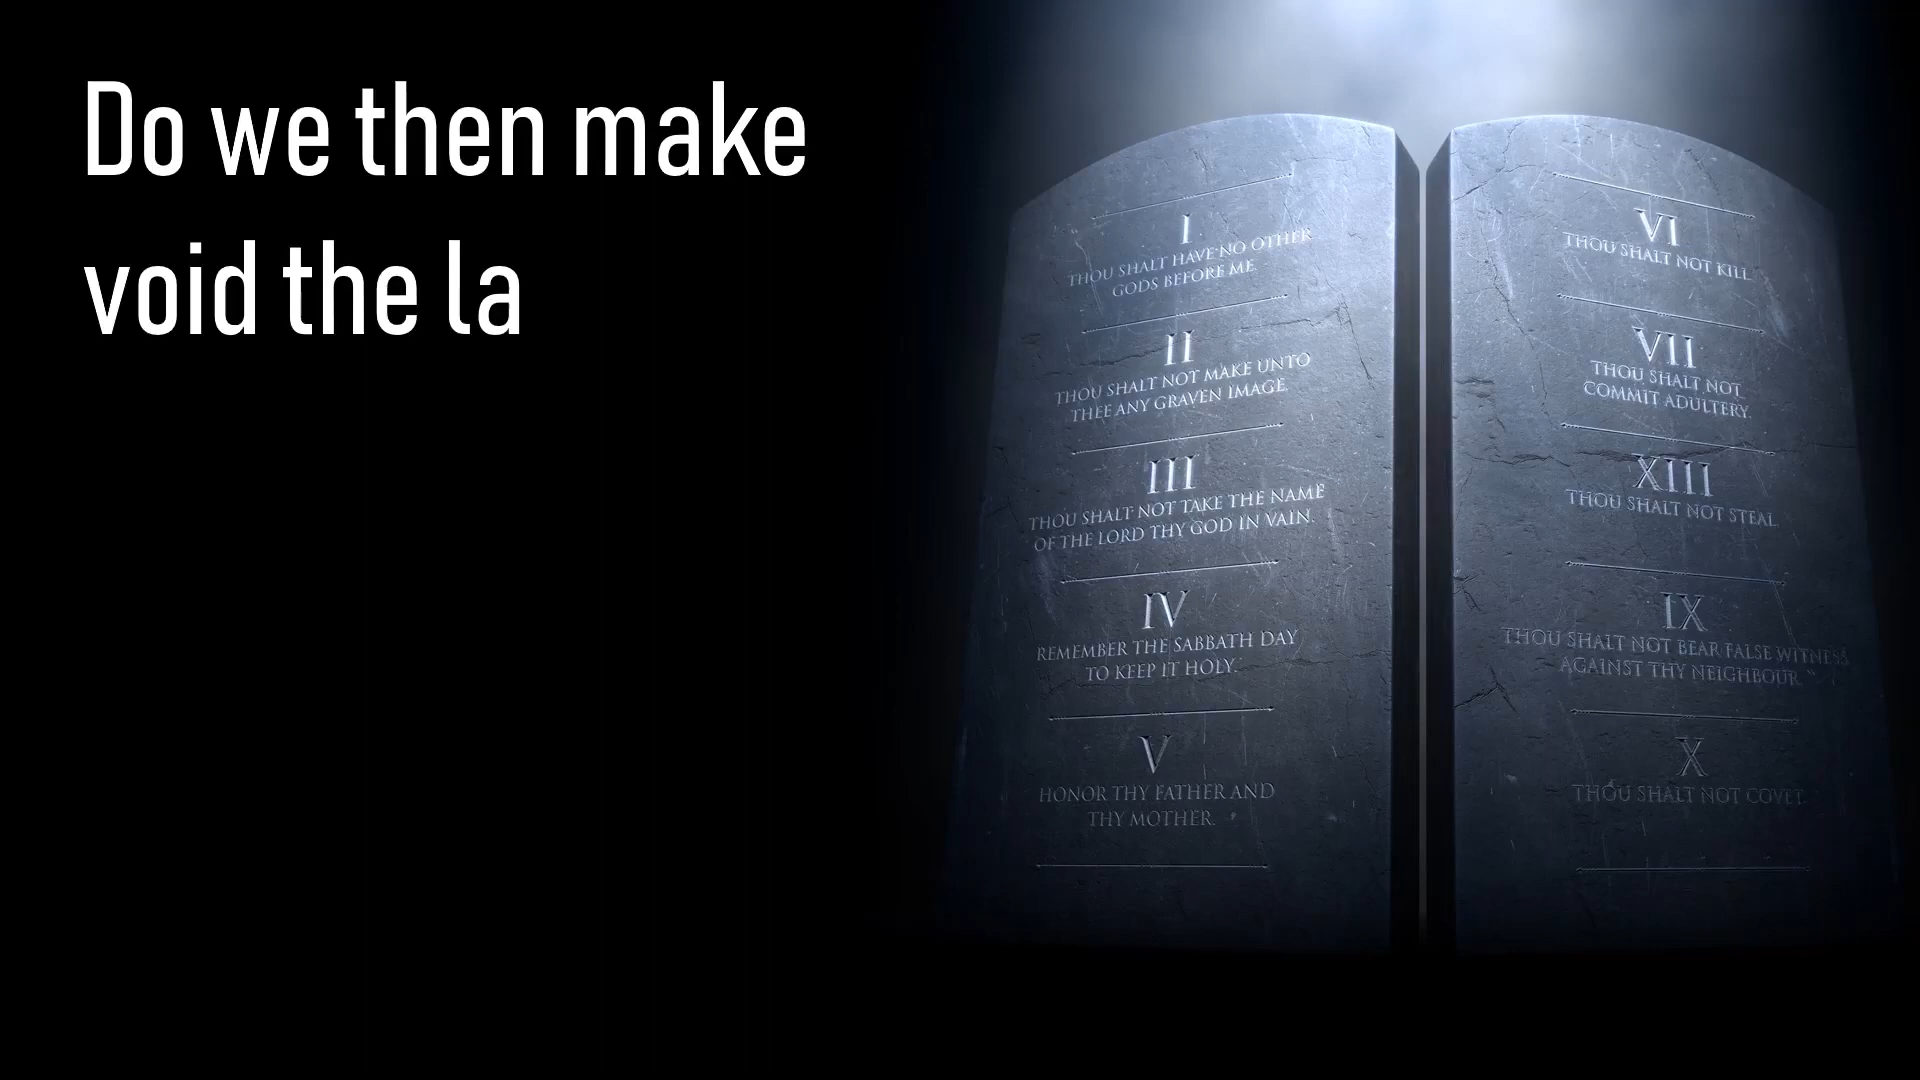 Do we then make
void the la
I
THOU SHALT HAVE NO OTHER
GODS BEFORE ME.
II
THOU SHALT NOT MAKE UNTO
THEE ANY GRAVEN IMAGE.
III
THOU SHALT NOT TAKE THE NAME
OF THE LORD THY GOD IN VAIN.
IV
REMEMBER THE SABBATH DAY
TO KEEP IT HOLY.
V
HONOR THY FATHER AND
THY MOTHER.
VI
THOU SHALT NOT KILL.
VII
THOU SHALT NOT
COMMIT ADULTERY.
XIII
THOU SHALT NOT STEAL.
IX
THOU SHALT NOT BEAR FALSE WITNESS
AGAINST THY NEIGHBOUR.
X
THOU SHALT NOT COVET.